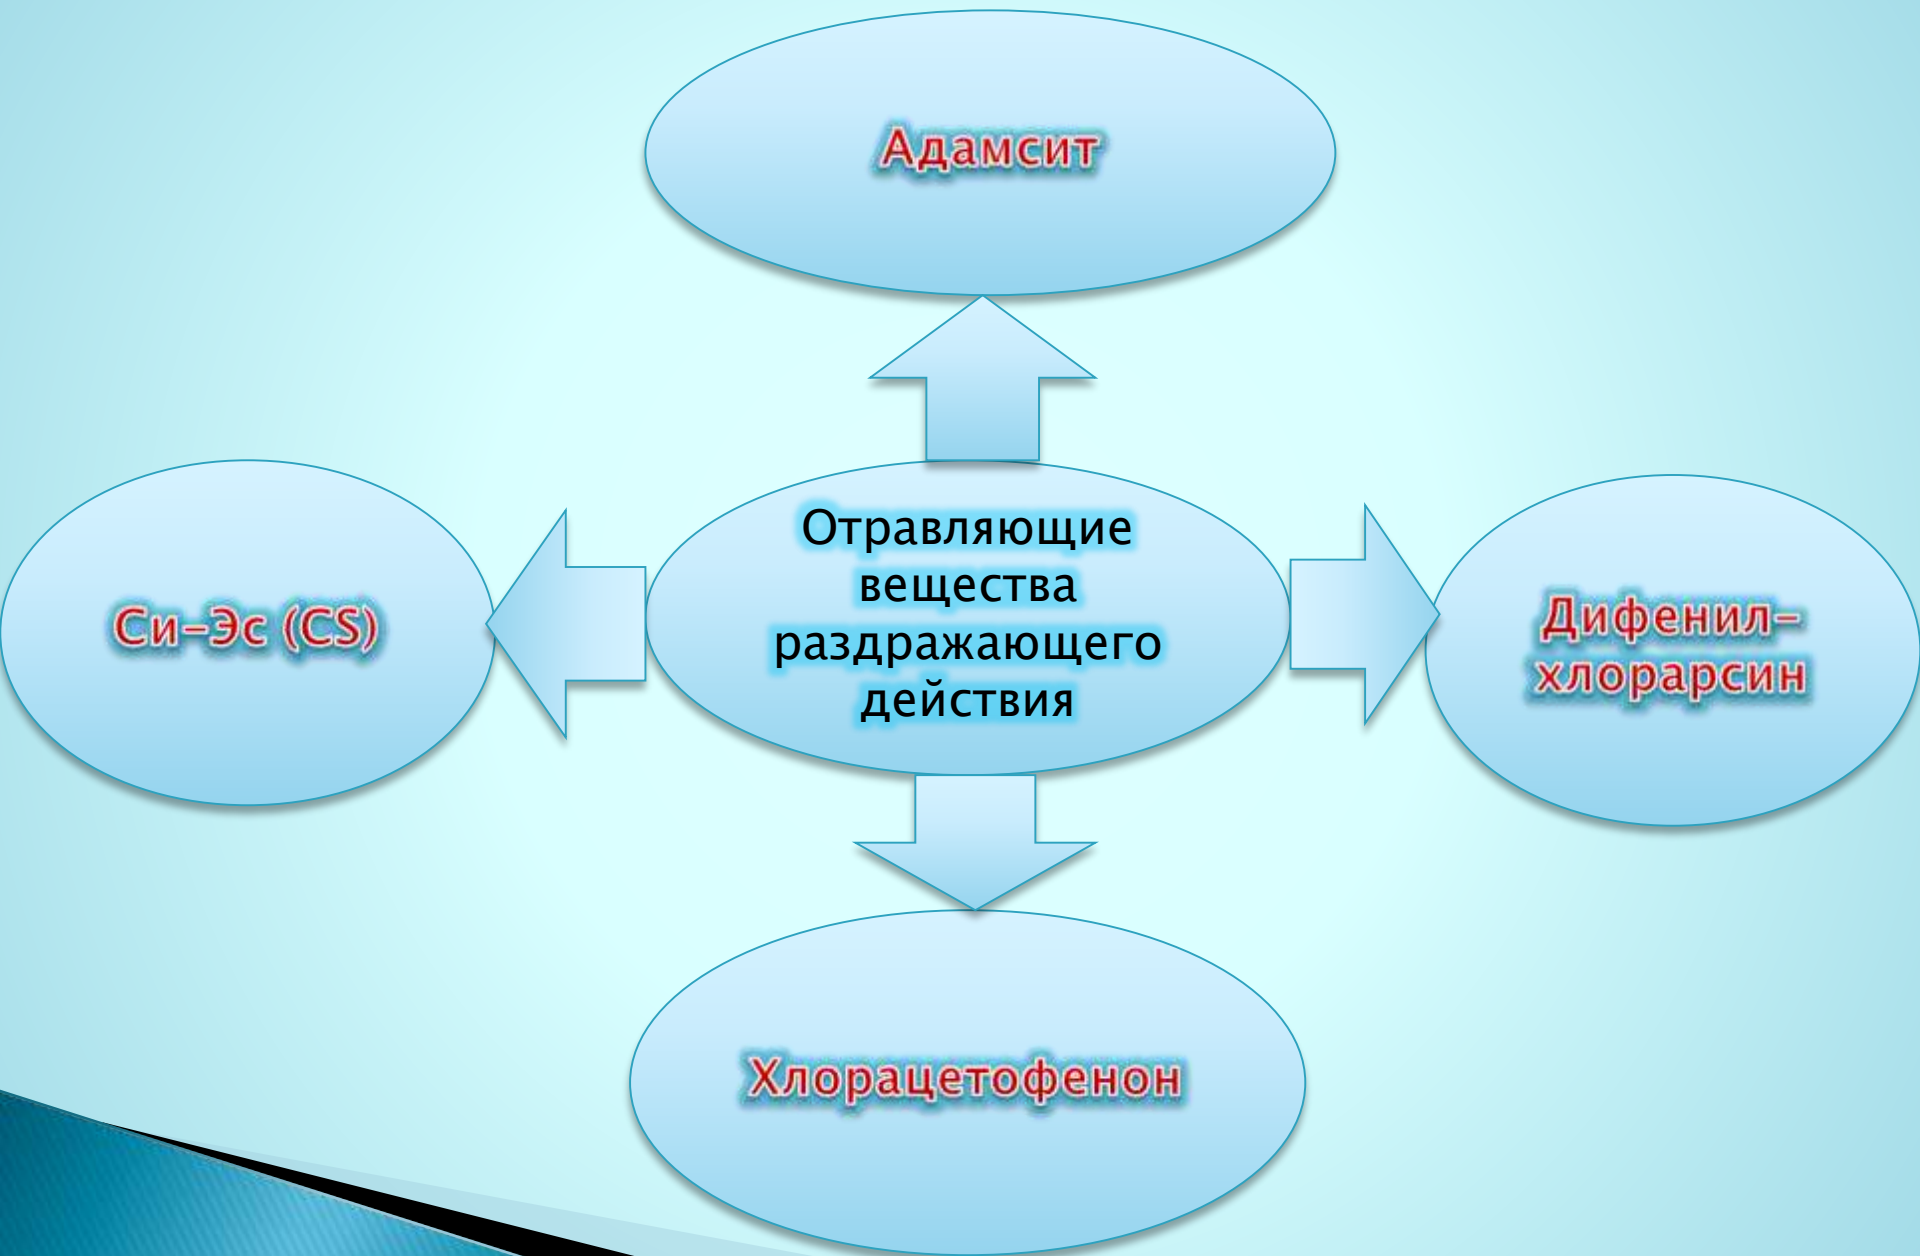 Адамсит
Отравляющие
вещества
раздражающего
действия
Си-Эс (CS)
Дифенил-
хлорарсин
Хлорацетофенон